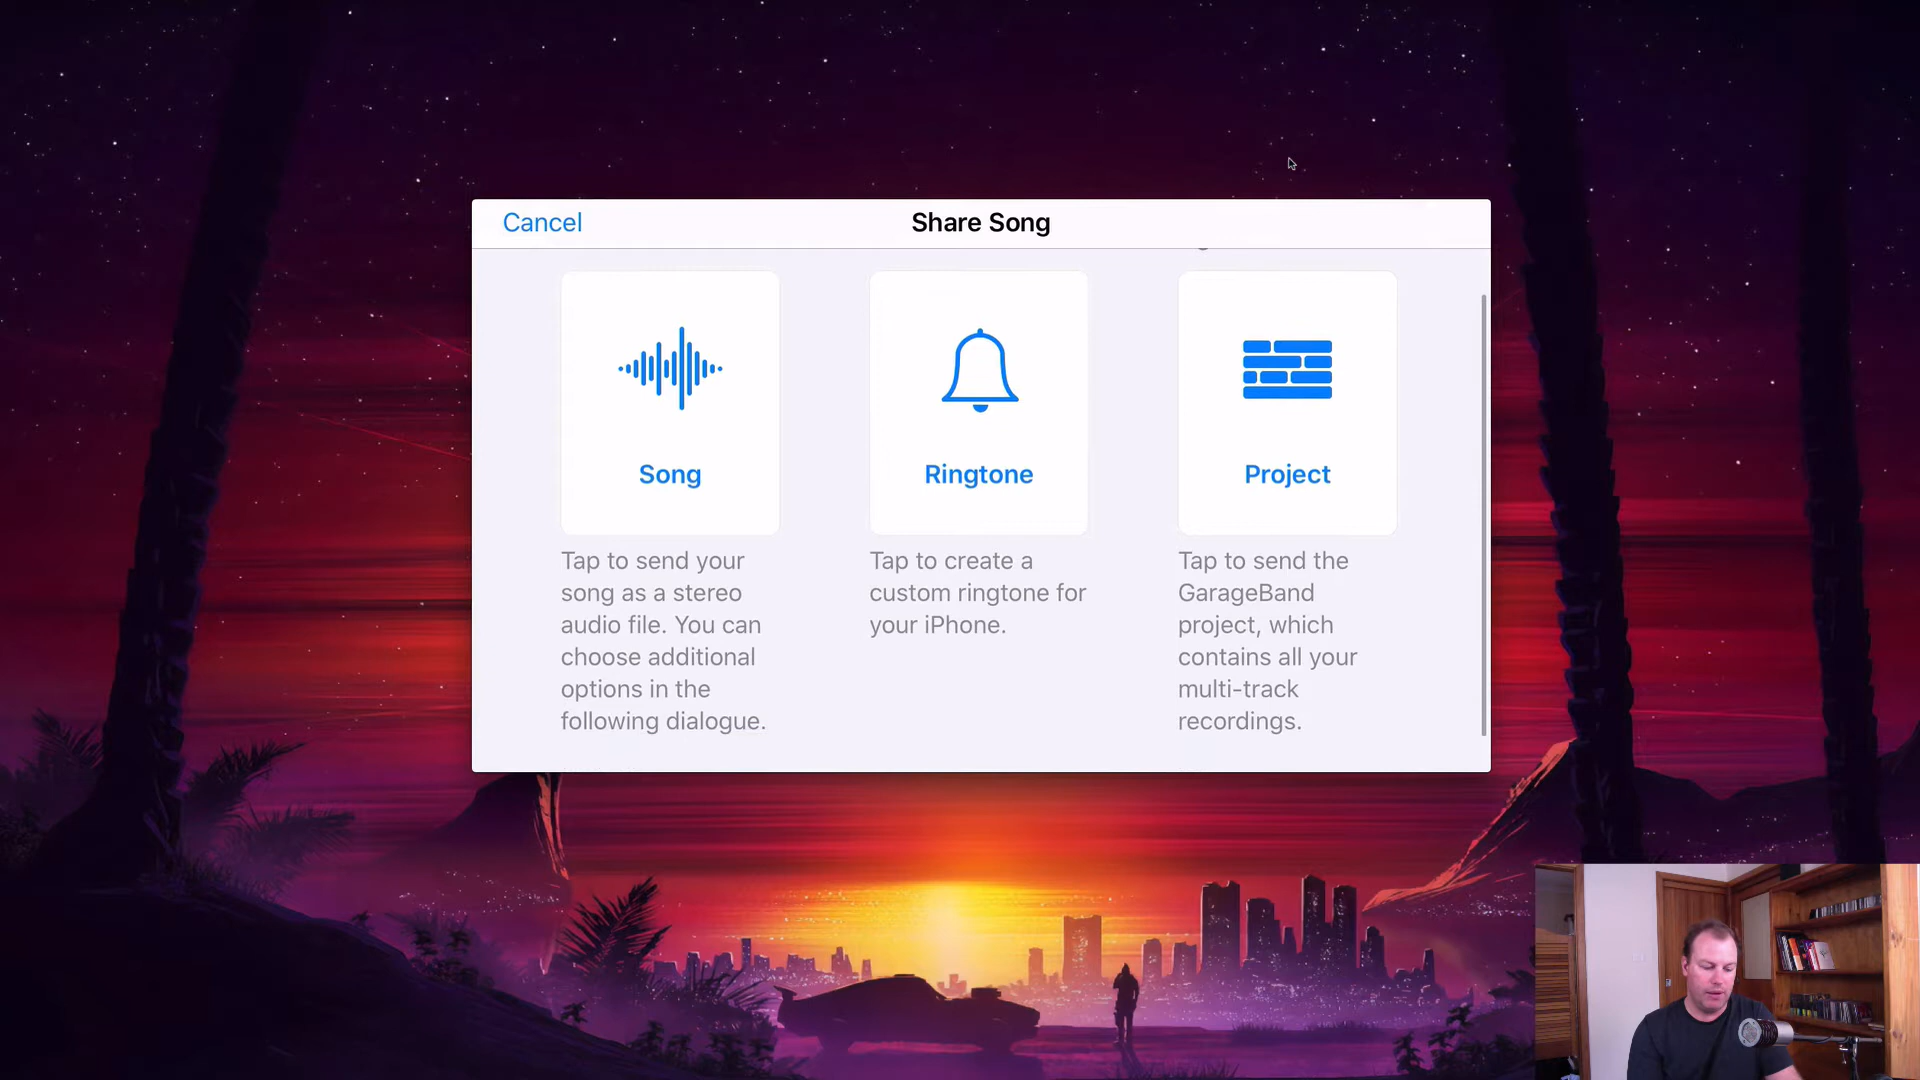 Cancel
Share Song
Song
Ringtone
Project
Tap to send your
song as a stereo
audio file. You can
choose additional
options in the
following dialogue.
Tap to create a
custom ringtone for
your iPhone.
Tap to send the
GarageBand
project, which
contains all your
multi-track
recordings.